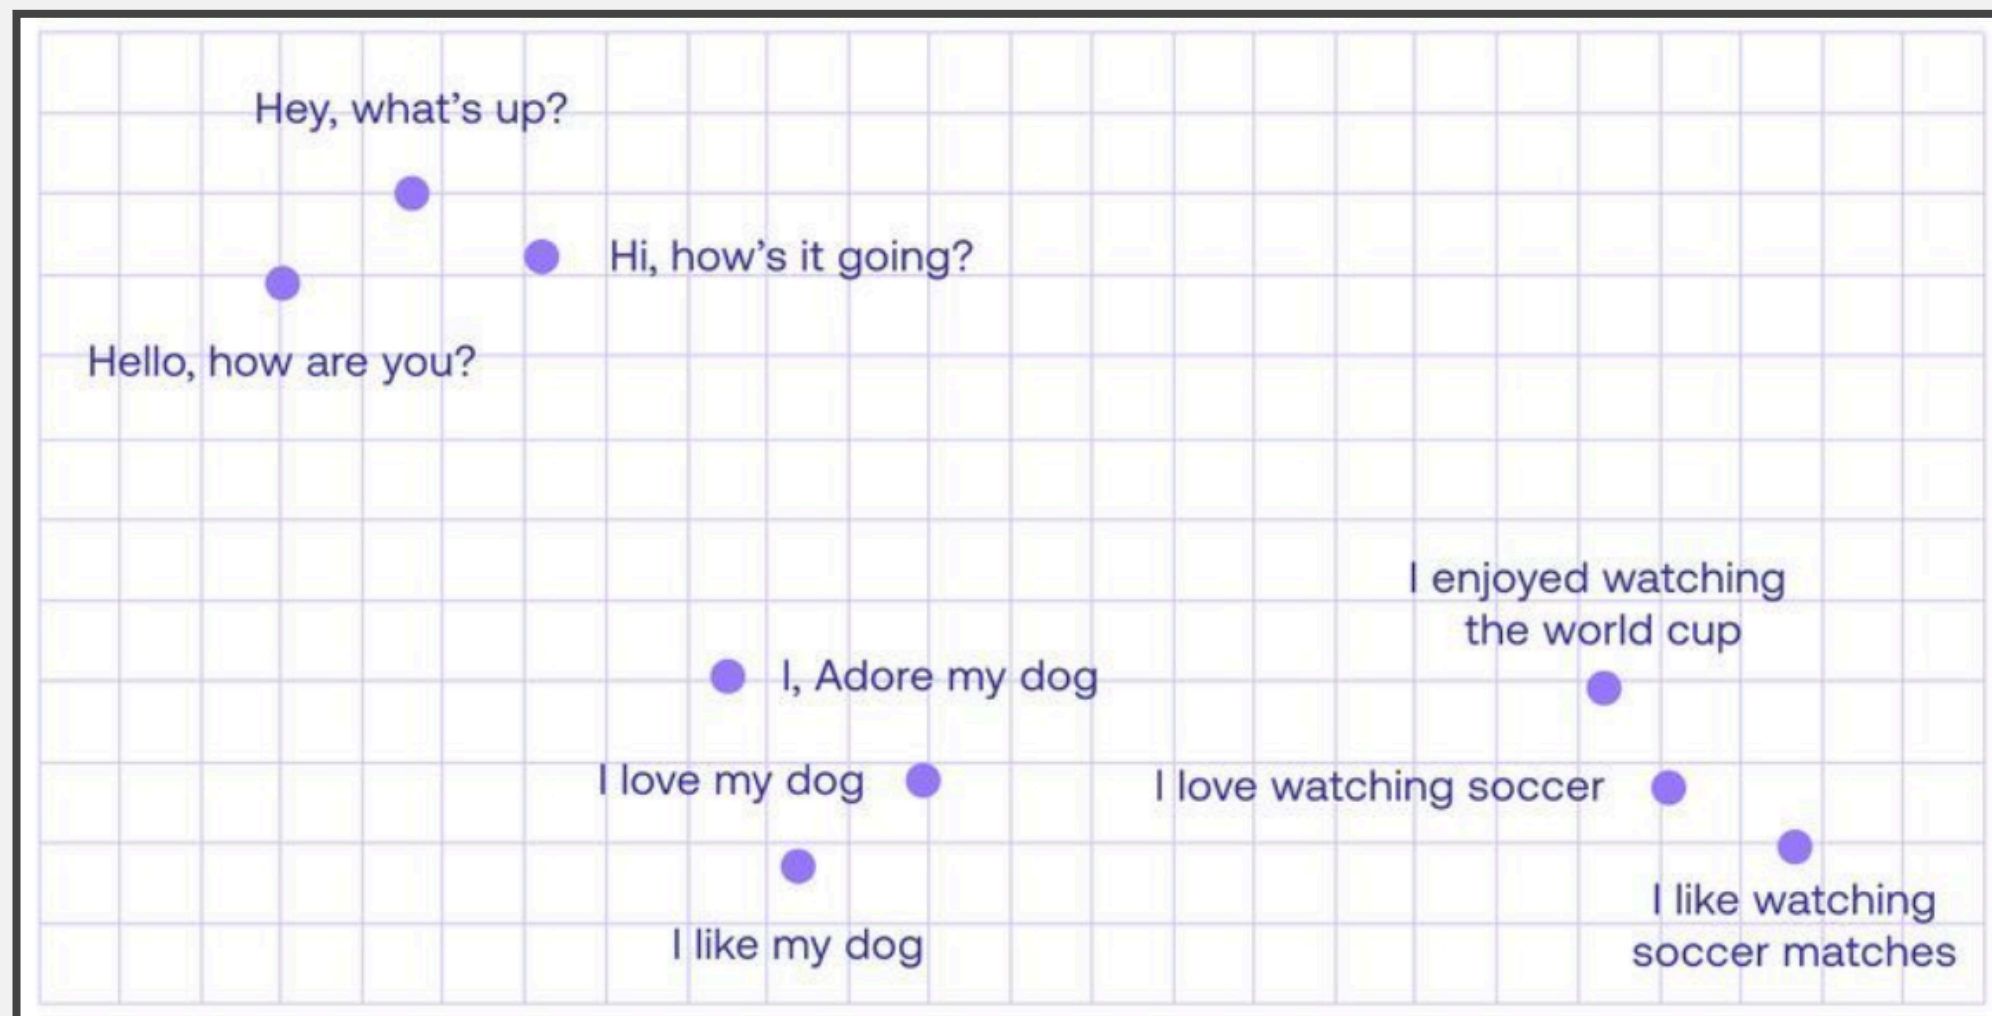 Hey, what’s up?
Hi, how’s it going?
Hello, how are you?
I enjoyed watching
the world cup
I, Adore my dog
I love my dog
I love watching soccer
I like watching
soccer matches
I like my dog